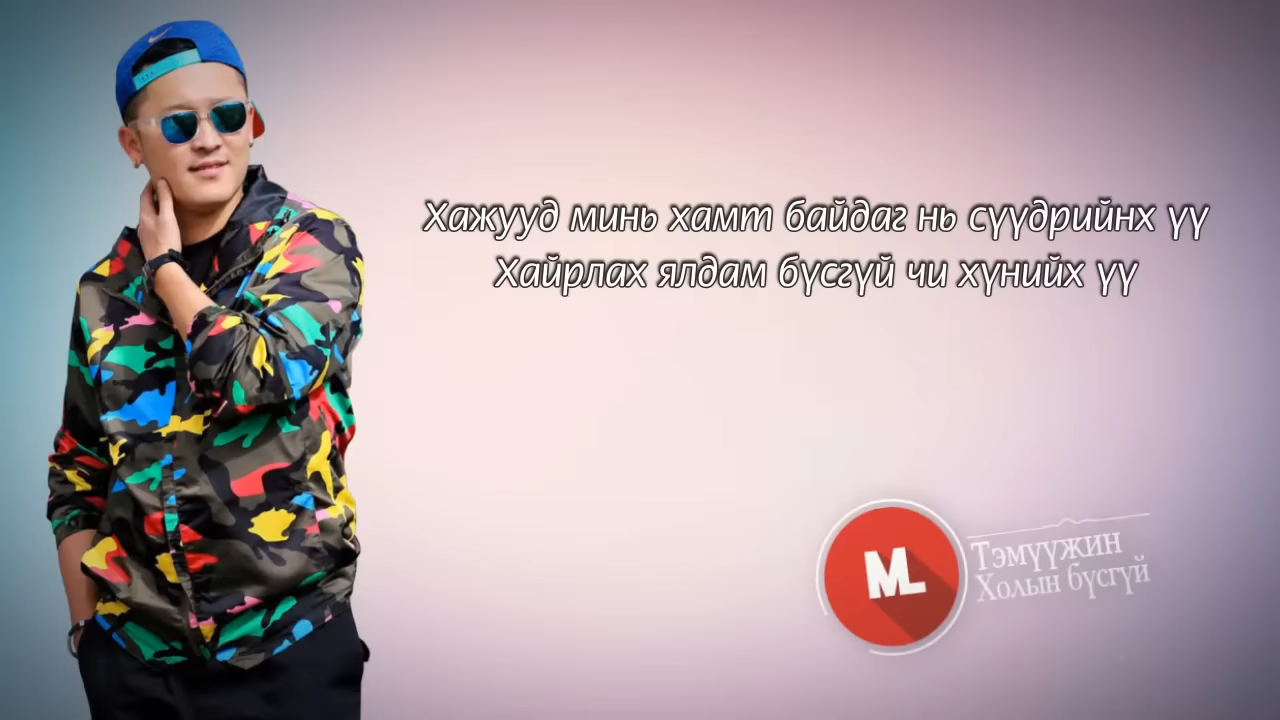 Хажууд минь хамт байдаг нь сүүдрийнх үү
Хайрлах ялдам бүсгүй чи хүнийх үү
ML
Тэмүүжин
Холын бүсгүй